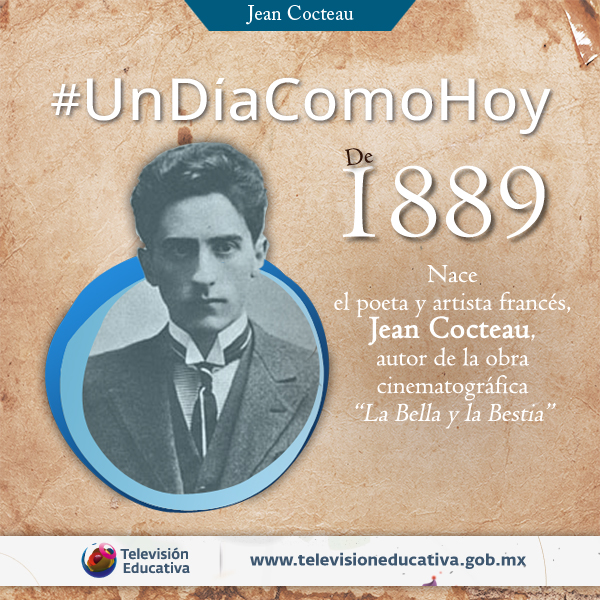 Jean Cocteau
#UnDíaComoHoy
De
1889
Nace
el poeta y artista francés,
Jean Cocteau,
autor de la obra
cinematográfica
“La Bella y la Bestia”
Televisión
Educativa
www.televisioneducativa.gob.mx